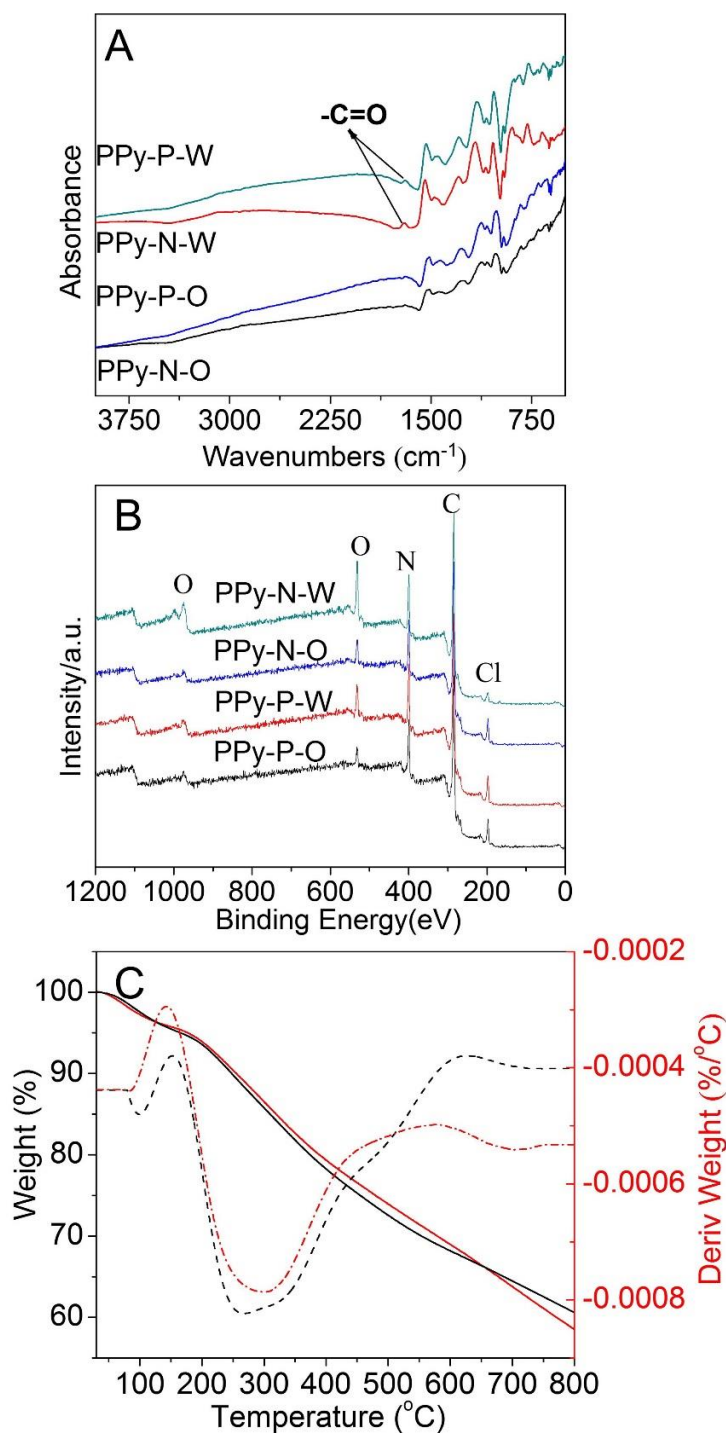 A
-C=O
PPy-P-W
PPy-N-W
PPy-P-O
PPy-N-O
Absorbance
3750 3000 2250 1500 750
Wavenumbers (cm-1)
B
O O N C Cl
PPy-N-W
PPy-N-O
PPy-P-W
PPy-P-O
Intensity/a.u.
1200 1000 800 600 400 200 0
Binding Energy(eV)
C
100
90
80
70
60
Weight (%)
-0.0002
-0.0004
-0.0006
-0.0008
Deriv Weight (%/oC)
100 200 300 400 500 600 700 800
Temperature (oC)